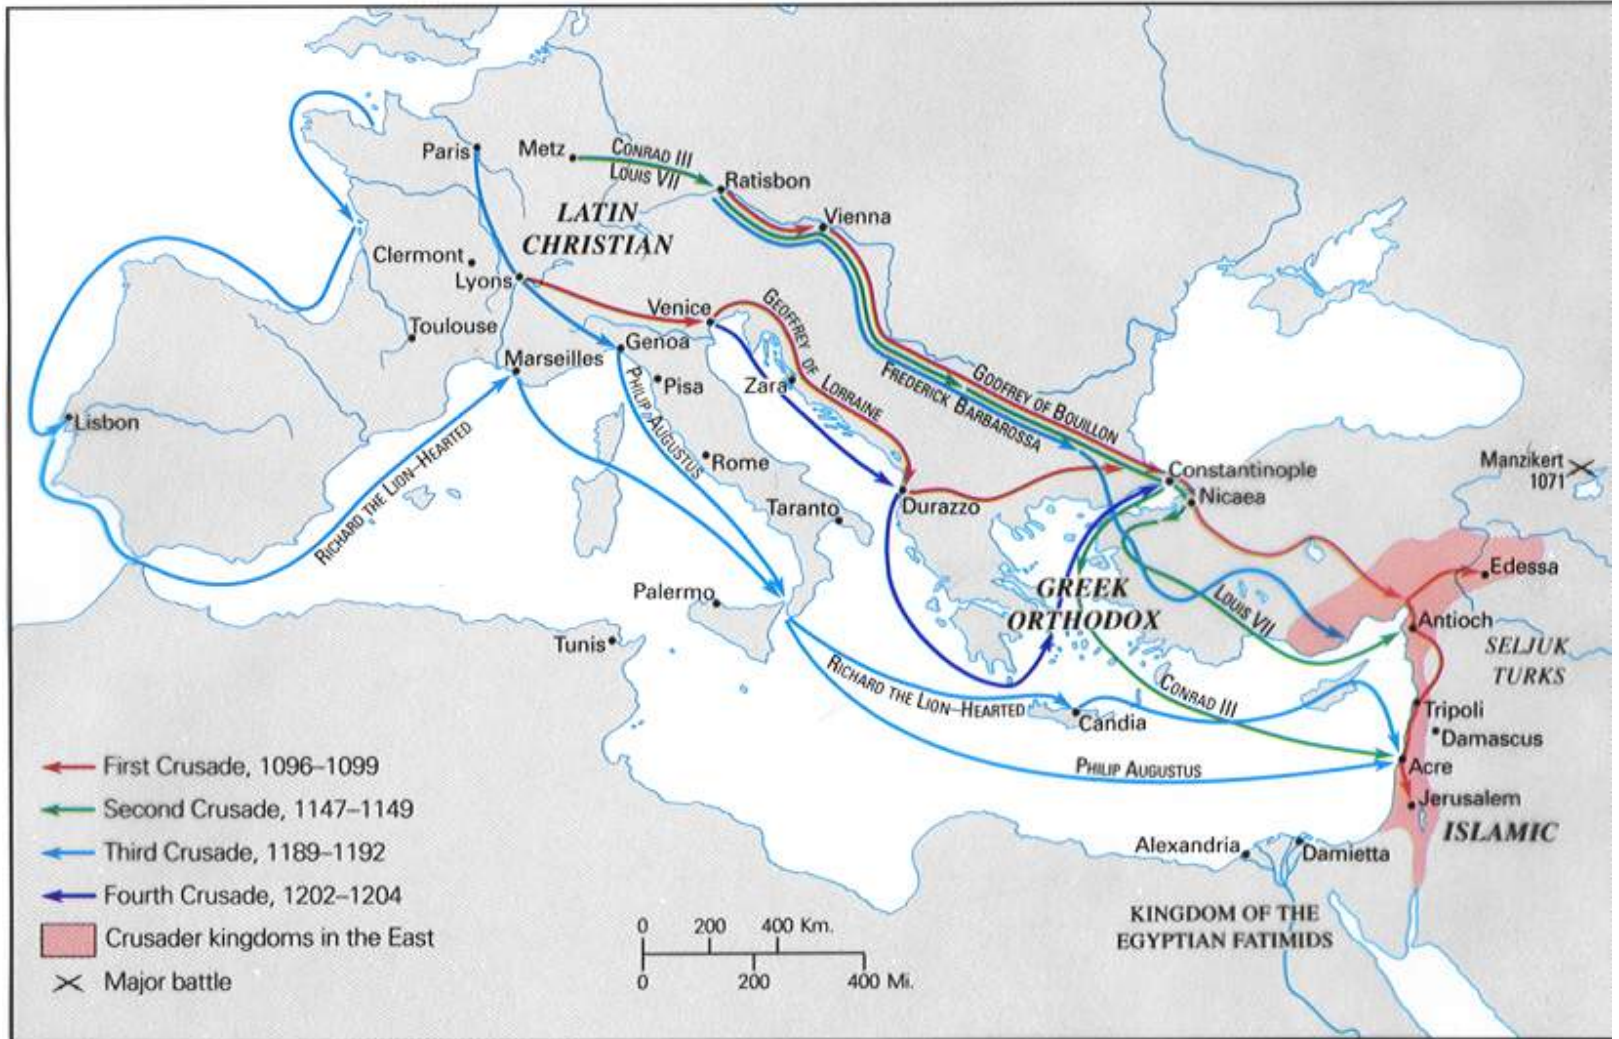 Paris
Metz
CONRAD III
LOUIS VII
Ratisbon
LATIN
CHRISTIAN
Vienna
Clermont
Lyons
Venice
GEOFFREY OF LORRAINE
Toulouse
Genoa
Marseilles
PHILIP AUGUSTUS
Pisa
Zara
FREDERICK BARBAROSSA
GODFREY OF BOUILLON
Lisbon
RICHARD THE LION–HEARTED
Rome
Constantinople
Manzikert
1071
Nicaea
Taranto
Durazzo
Edessa
GREEK
ORTHODOX
LOUIS VII
Palermo
Antioch
Tunis
SELJUK
TURKS
RICHARD THE LION–HEARTED
CONRAD III
Candia
Tripoli
Damascus
PHILIP AUGUSTUS
Acre
Jerusalem
ISLAMIC
Alexandria
Damietta
KINGDOM OF THE
EGYPTIAN FATIMIDS
First Crusade, 1096–1099
Second Crusade, 1147–1149
Third Crusade, 1189–1192
Fourth Crusade, 1202–1204
Crusader kingdoms in the East
Major battle
0 200 400 Km.
0 200 400 Mi.